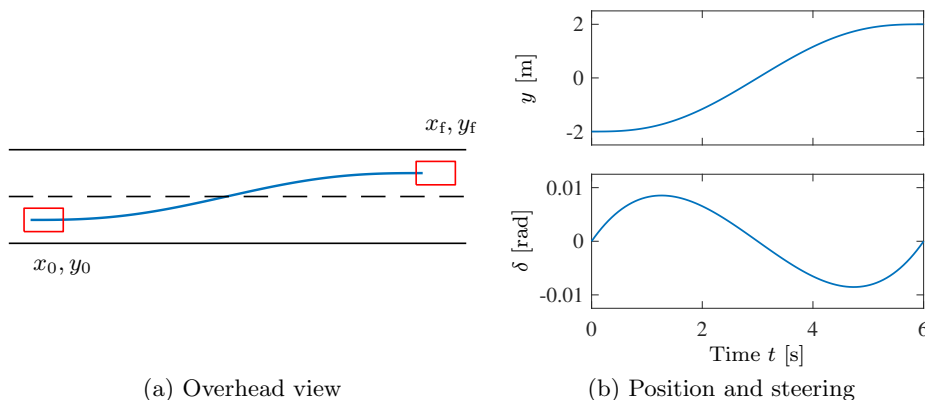 x_f, y_f
x_0, y_0
(a) Overhead view
2
0
-2
y [m]
0.01
0
-0.01
δ [rad]
0 2 4 6
Time t [s]
(b) Position and steering